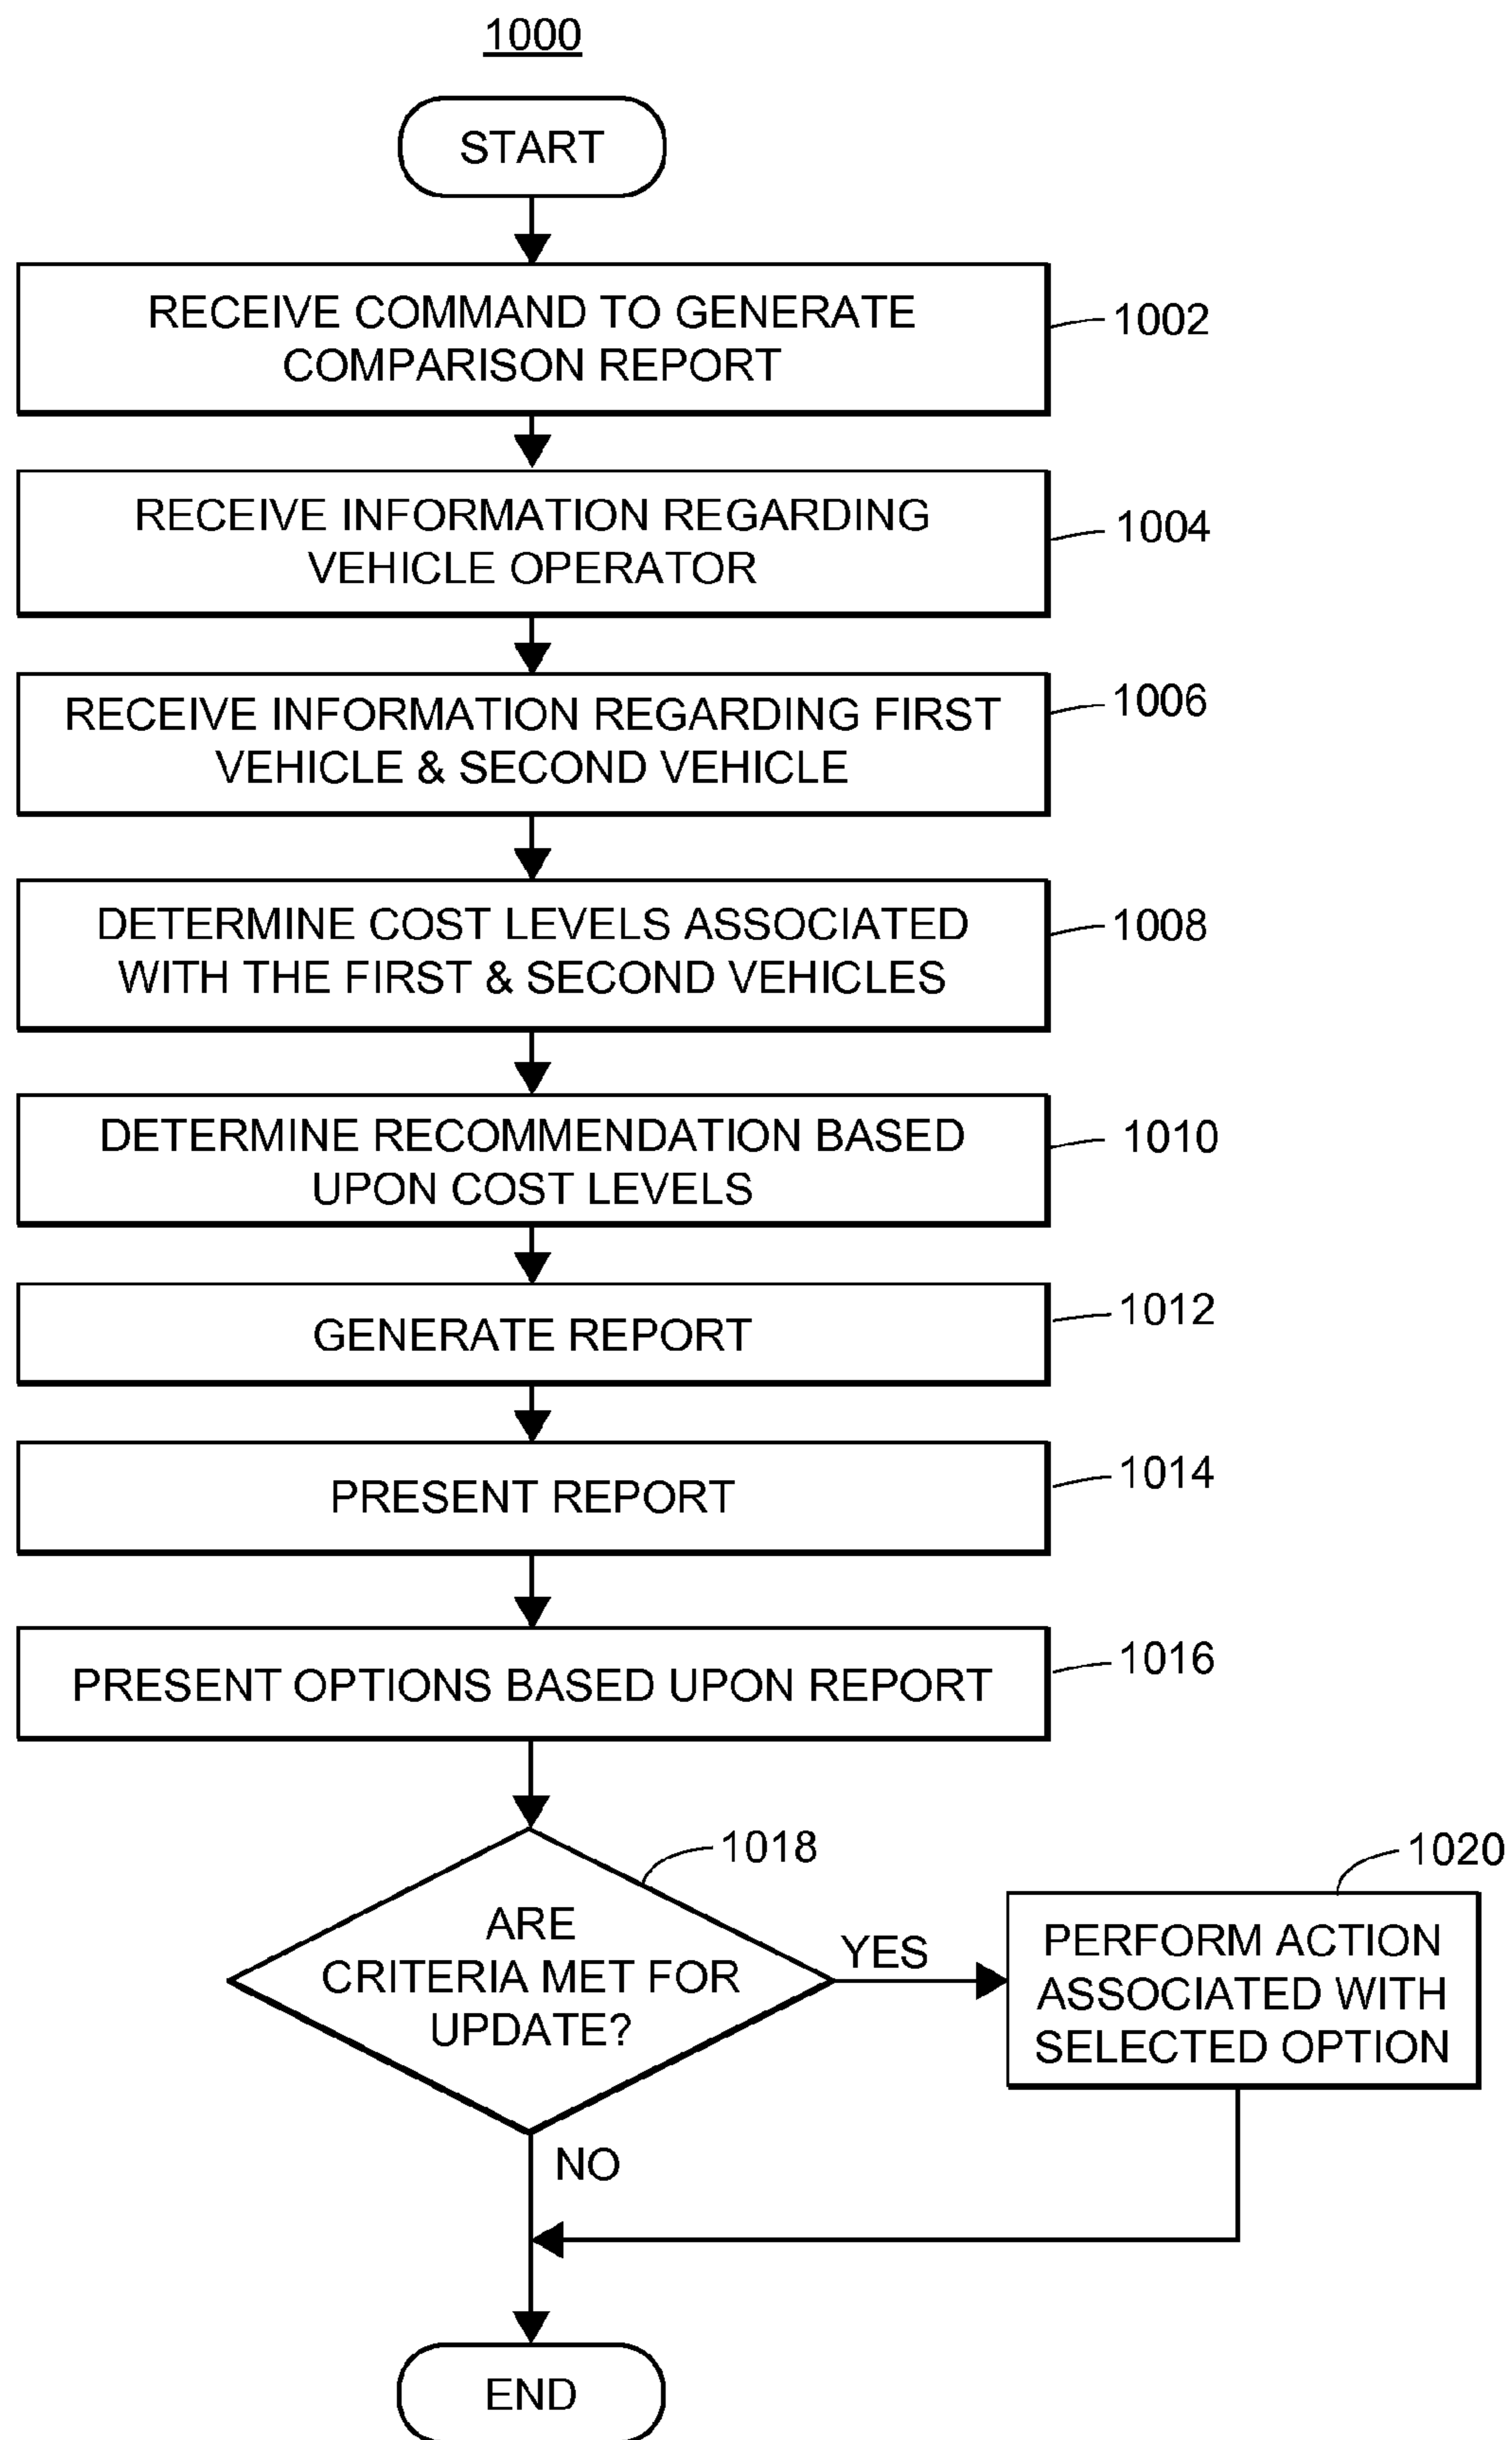 1000
START
RECEIVE COMMAND TO GENERATE
COMPARISON REPORT
1002
RECEIVE INFORMATION REGARDING
VEHICLE OPERATOR
1004
RECEIVE INFORMATION REGARDING FIRST
VEHICLE & SECOND VEHICLE
1006
DETERMINE COST LEVELS ASSOCIATED
WITH THE FIRST & SECOND VEHICLES
1008
DETERMINE RECOMMENDATION BASED
UPON COST LEVELS
1010
GENERATE REPORT
1012
PRESENT REPORT
1014
PRESENT OPTIONS BASED UPON REPORT
1016
ARE
CRITERIA MET FOR
UPDATE?
1018
YES
PERFORM ACTION
ASSOCIATED WITH
SELECTED OPTION
1020
NO
END